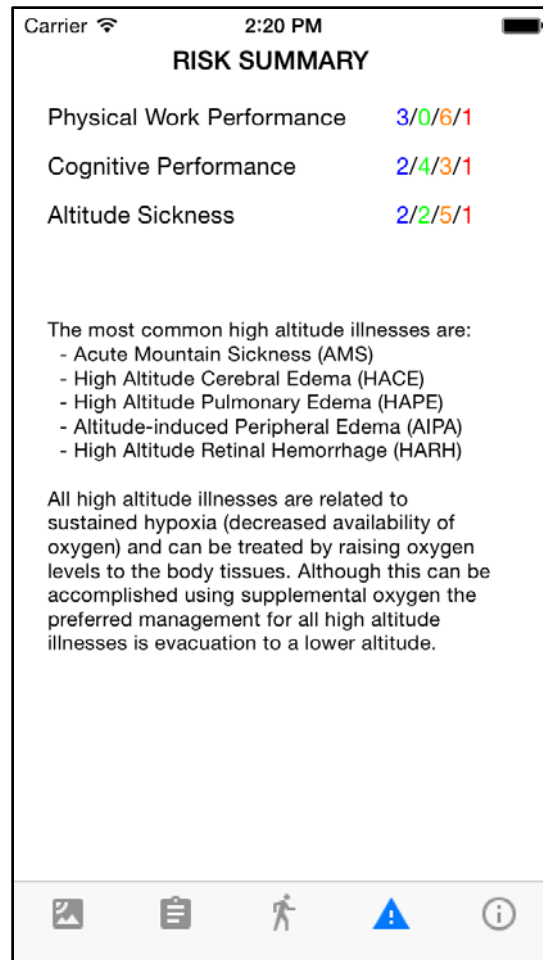 Carrier 2:20 PM
RISK SUMMARY
Physical Work Performance 3/0/6/1
Cognitive Performance 2/4/3/1
Altitude Sickness 2/2/5/1
The most common high altitude illnesses are:
- Acute Mountain Sickness (AMS)
- High Altitude Cerebral Edema (HACE)
- High Altitude Pulmonary Edema (HAPE)
- Altitude-induced Peripheral Edema (AIPA)
- High Altitude Retinal Hemorrhage (HARH)
All high altitude illnesses are related to
sustained hypoxia (decreased availability of
oxygen) and can be treated by raising oxygen
levels to the body tissues. Although this can be
accomplished using supplemental oxygen the
preferred management for all high altitude
illnesses is evacuation to a lower altitude.